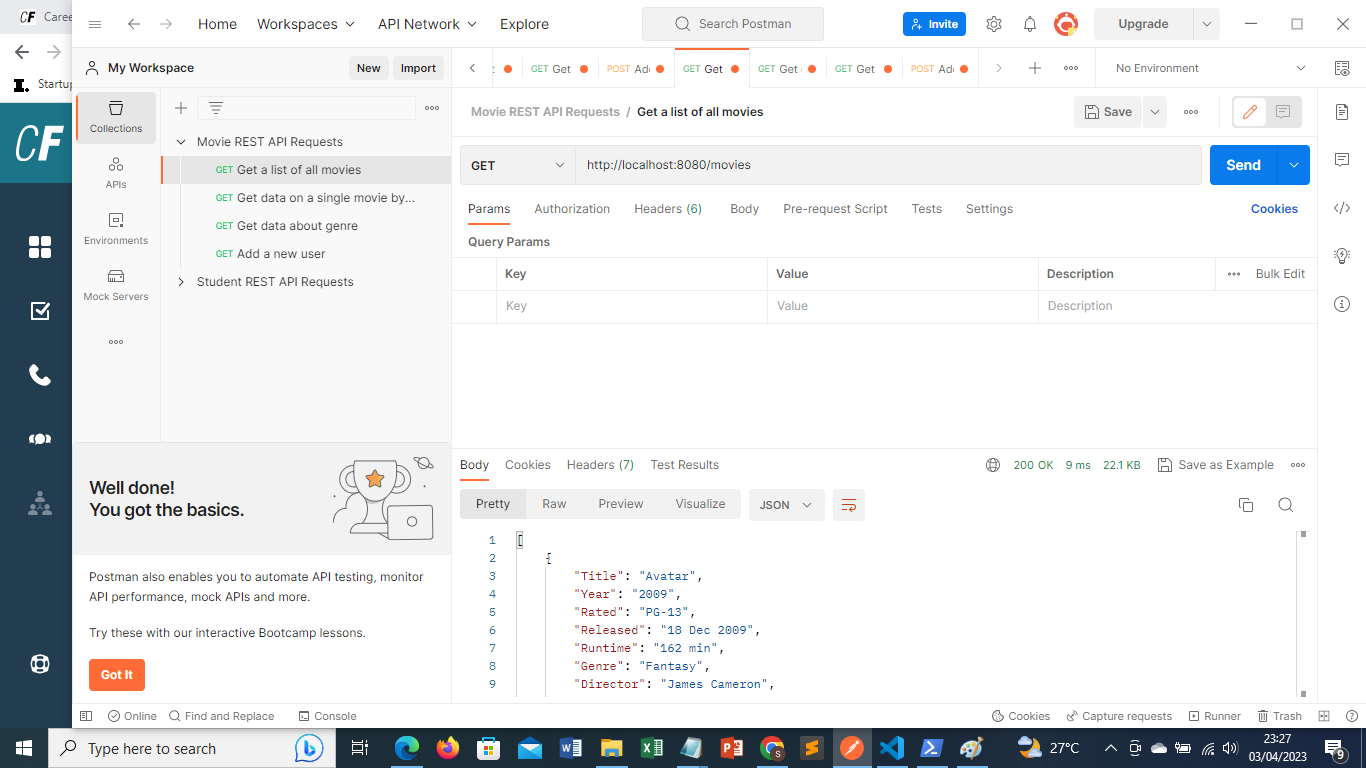 CF Caree
Startup
CF
Home Workspaces API Network Explore Search Postman Invite Upgrade
My Workspace New Import
GET Get POST Ad GET Get GET Get GET Get POST Ad No Environment
Collections
APIs
Environments
Mock Servers
Movie REST API Requests
GET Get a list of all movies
GET Get data on a single movie by...
GET Get data about genre
GET Add a new user
Student REST API Requests
Movie REST API Requests / Get a list of all movies Save
GET http://localhost:8080/movies Send
Params Authorization Headers (6) Body Pre-request Script Tests Settings Cookies
Query Params
Key Value Description Bulk Edit
Key Value Description
Well done!
You got the basics.
Postman also enables you to automate API testing, monitor
API performance, mock APIs and more.
Try these with our interactive Bootcamp lessons.
Got It
Body Cookies Headers (7) Test Results 200 OK 9 ms 22.1 KB Save as Example
Pretty Raw Preview Visualize JSON
1 [
2 {
3 "Title": "Avatar",
4 "Year": "2009",
5 "Rated": "PG-13",
6 "Released": "18 Dec 2009",
7 "Runtime": "162 min",
8 "Genre": "Fantasy",
9 "Director": "James Cameron",
Online Find and Replace Console Cookies Capture requests Runner Trash
Type here to search 27°C 23:27
03/04/2023
9